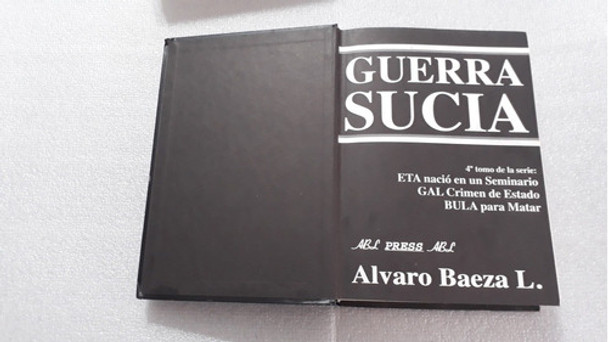 GUERRA
SUCIA
4º tomo de la serie:
ETA nació en un Seminario
GAL Crimen de Estado
BULA para Matar
ABL PRESS ABL
Alvaro Baeza L.